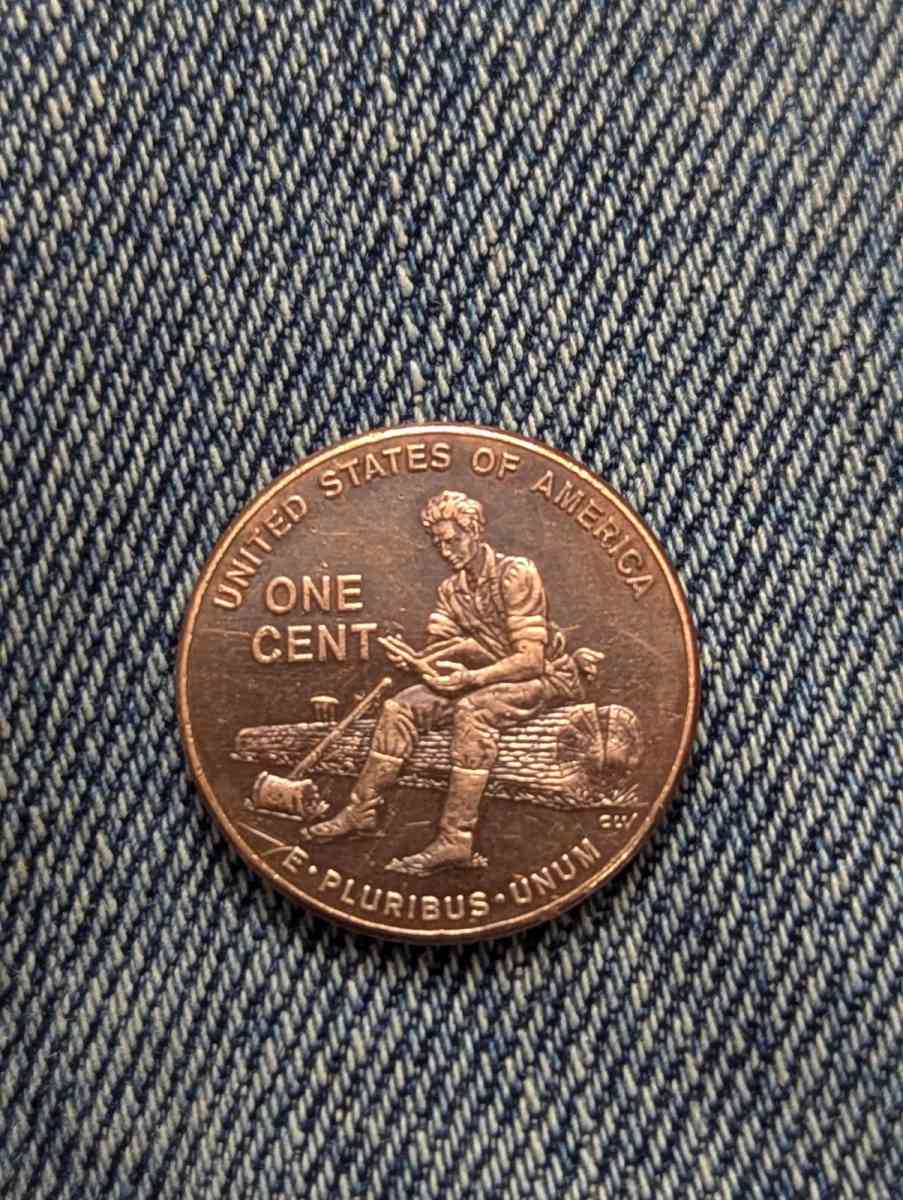 UNITED STATES OF AMERICA
ONE
CENT
CLV
E·PLURIBUS·UNUM